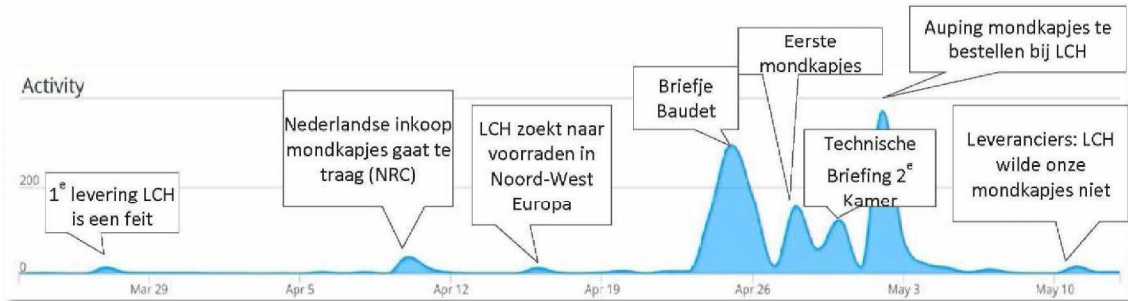 Activity
200
0
1e levering LCH
is een feit
Nederlandse inkoop
mondkapjes gaat te
traag (NRC)
LCH zoekt naar
voorraden in
Noord-West
Europa
Briefje
Baudet
Eerste
mondkapjes
Technische
Briefing 2e
Kamer
Auping mondkapjes te
bestellen bij LCH
Leveranciers: LCH
wilde onze
mondkapjes niet
Mar 29
Apr 5
Apr 12
Apr 19
Apr 26
May 3
May 10